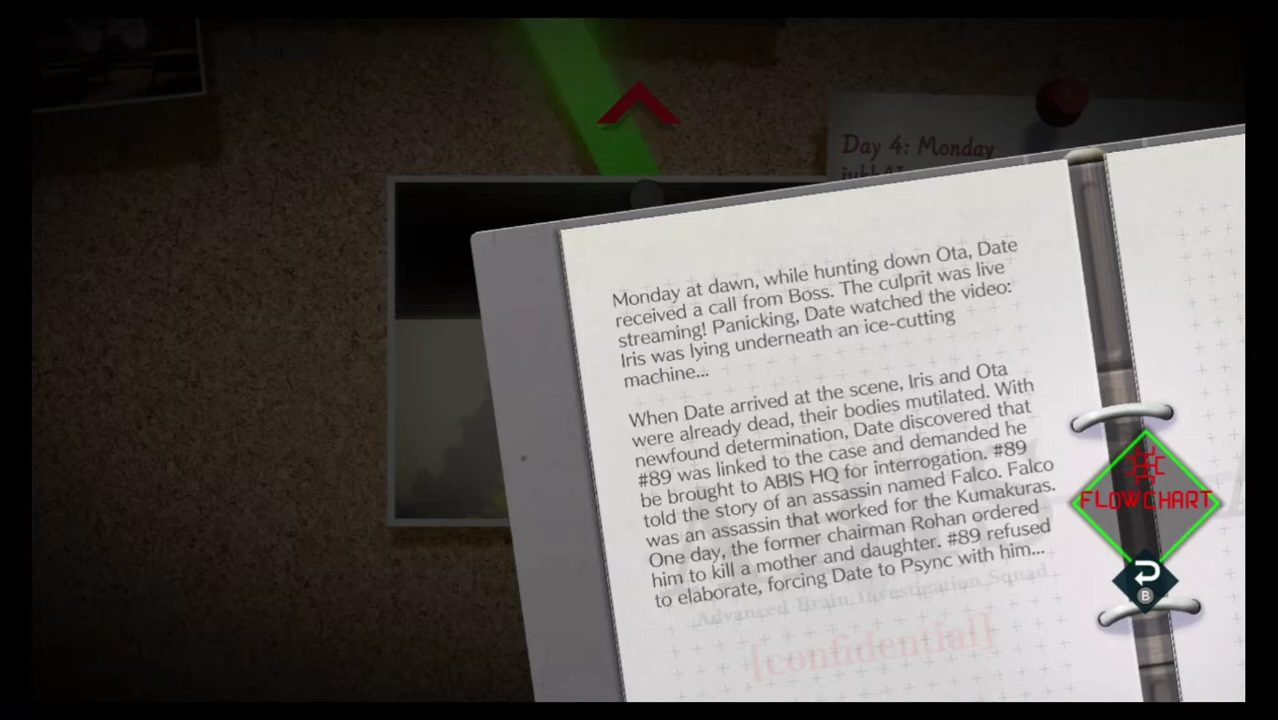 Day 4: Monday
Monday at dawn, while hunting down Ota, Date
received a call from Boss. The culprit was live
streaming! Panicking, Date watched the video:
Iris was lying underneath an ice-cutting
machine...
When Date arrived at the scene, Iris and Ota
were already dead, their bodies mutilated. With
newfound determination, Date discovered that
#89 was linked to the case and demanded he
be brought to ABIS HQ for interrogation. #89
told the story of an assassin named Falco. Falco
was an assassin that worked for the Kumakuras.
One day, the former chairman Rohan ordered
him to kill a mother and daughter. #89 refused
to elaborate, forcing Date to Psync with him...
Advanced Brain Investigation Squad
[confidential]
FLOWCHART
B